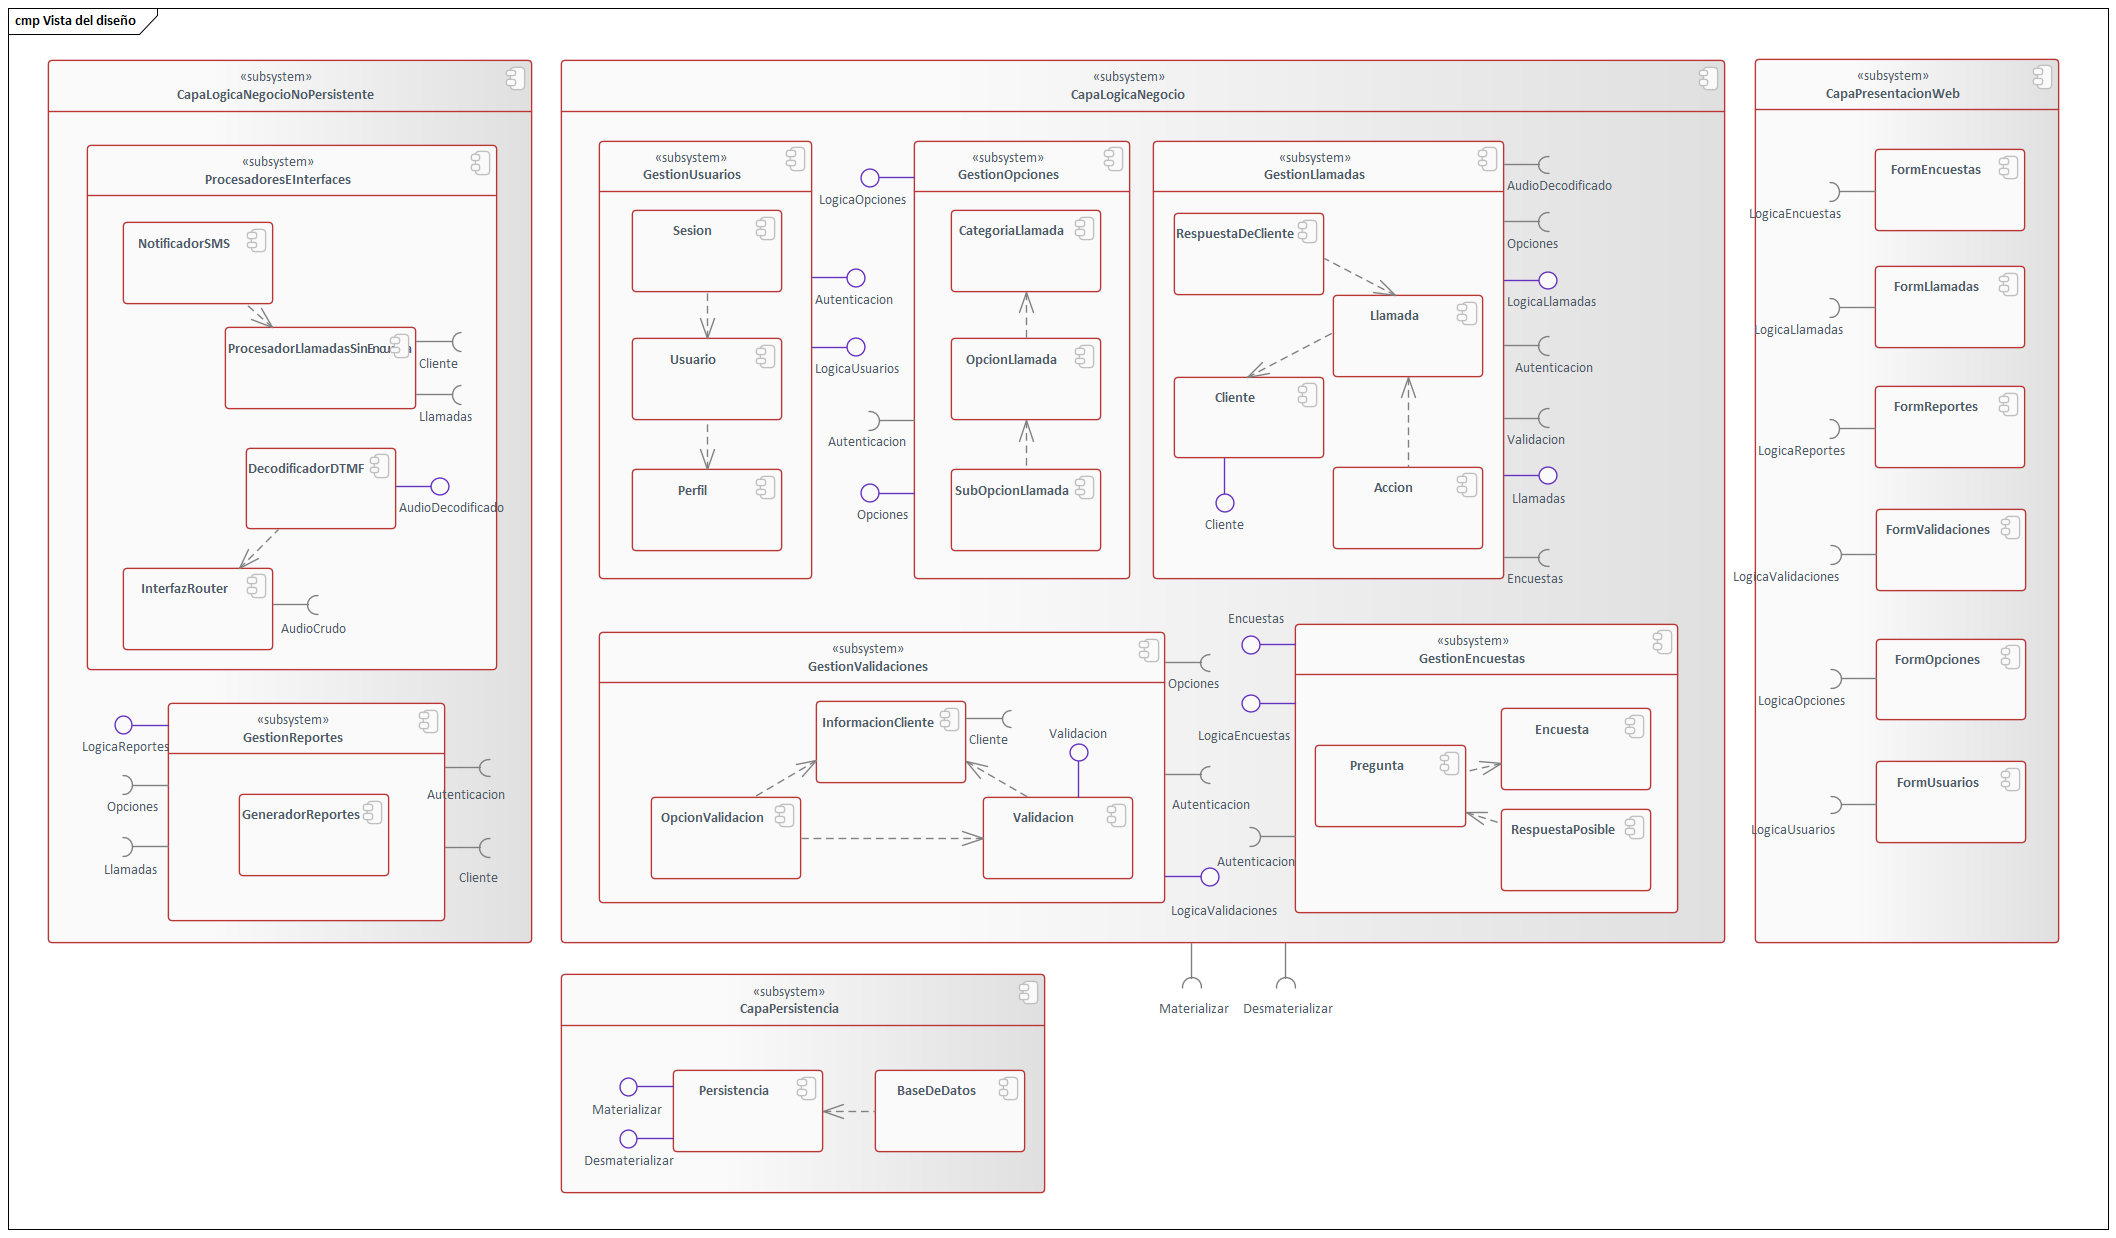 cmp Vista del diseño
«subsystem»
CapaLogicaNegocioNoPersistente
«subsystem»
ProcesadoresEInterfaces
NotificadorSMS
Cliente
Llamadas
DecodificadorDTMF
AudioDecodificado
InterfazRouter
AudioCrudo
«subsystem»
GestionReportes
LogicaReportes
Opciones
Llamadas
GeneradorReportes
Autenticacion
Cliente
«subsystem»
CapaLogicaNegocio
«subsystem»
GestionUsuarios
Sesion
Usuario
Perfil
Autenticacion
LogicaUsuarios
«subsystem»
GestionOpciones
LogicaOpciones
Autenticacion
Opciones
CategoriaLlamada
OpcionLlamada
SubOpcionLlamada
«subsystem»
GestionLlamadas
RespuestaDeCliente
Llamada
Cliente
Accion
Cliente
AudioDecodificado
Opciones
LogicaLlamadas
Autenticacion
Validacion
Llamadas
Encuestas
«subsystem»
GestionValidaciones
InformacionCliente
Cliente
Validacion
OpcionValidacion
Validacion
Opciones
Autenticacion
LogicaValidaciones
«subsystem»
GestionEncuestas
Encuestas
LogicaEncuestas
Autenticacion
Encuesta
Pregunta
RespuestaPosible
Materializar
Desmaterializar
«subsystem»
CapaPresentacionWeb
FormEncuestas
LogicaEncuestas
FormLlamadas
LogicaLlamadas
FormReportes
LogicaReportes
FormValidaciones
LogicaValidaciones
FormOpciones
LogicaOpciones
FormUsuarios
LogicaUsuarios
«subsystem»
CapaPersistencia
Materializar
Desmaterializar
Persistencia
BaseDeDatos